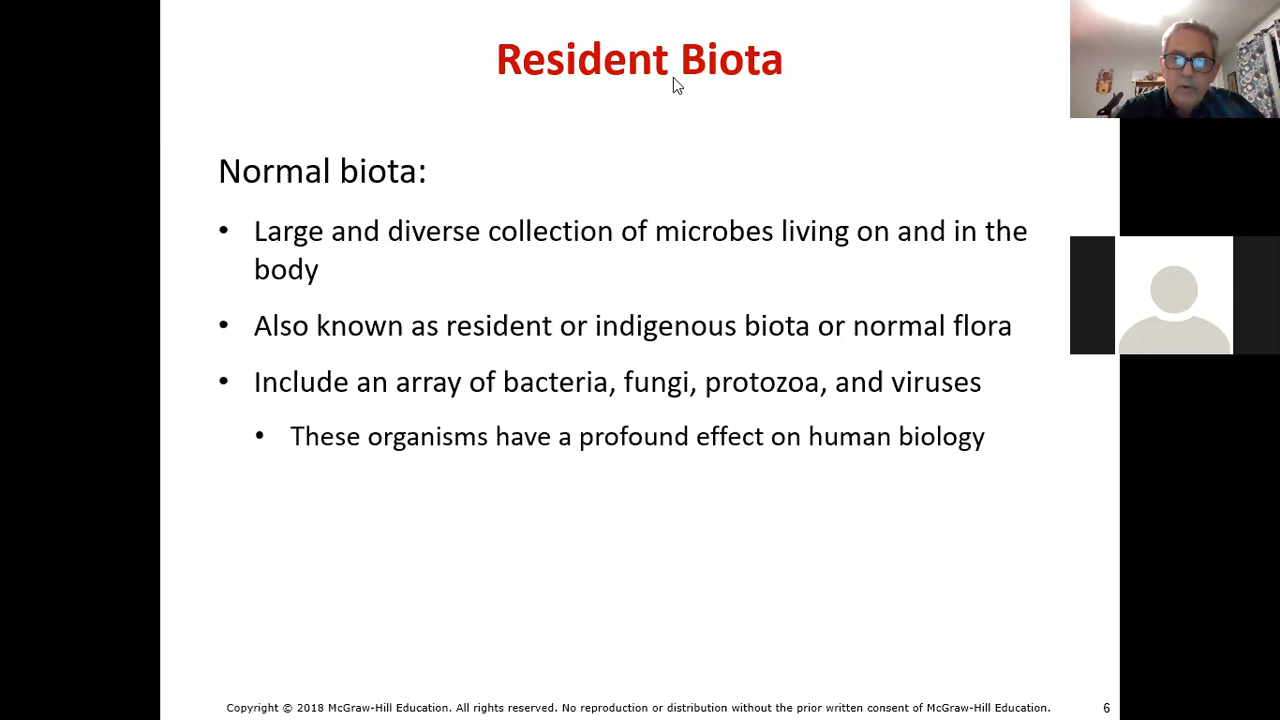 Resident Biota
Normal biota:
• Large and diverse collection of microbes living on and in the
body
• Also known as resident or indigenous biota or normal flora
• Include an array of bacteria, fungi, protozoa, and viruses
• These organisms have a profound effect on human biology
Copyright © 2018 McGraw-Hill Education. All rights reserved. No reproduction or distribution without the prior written consent of McGraw-Hill Education.
6